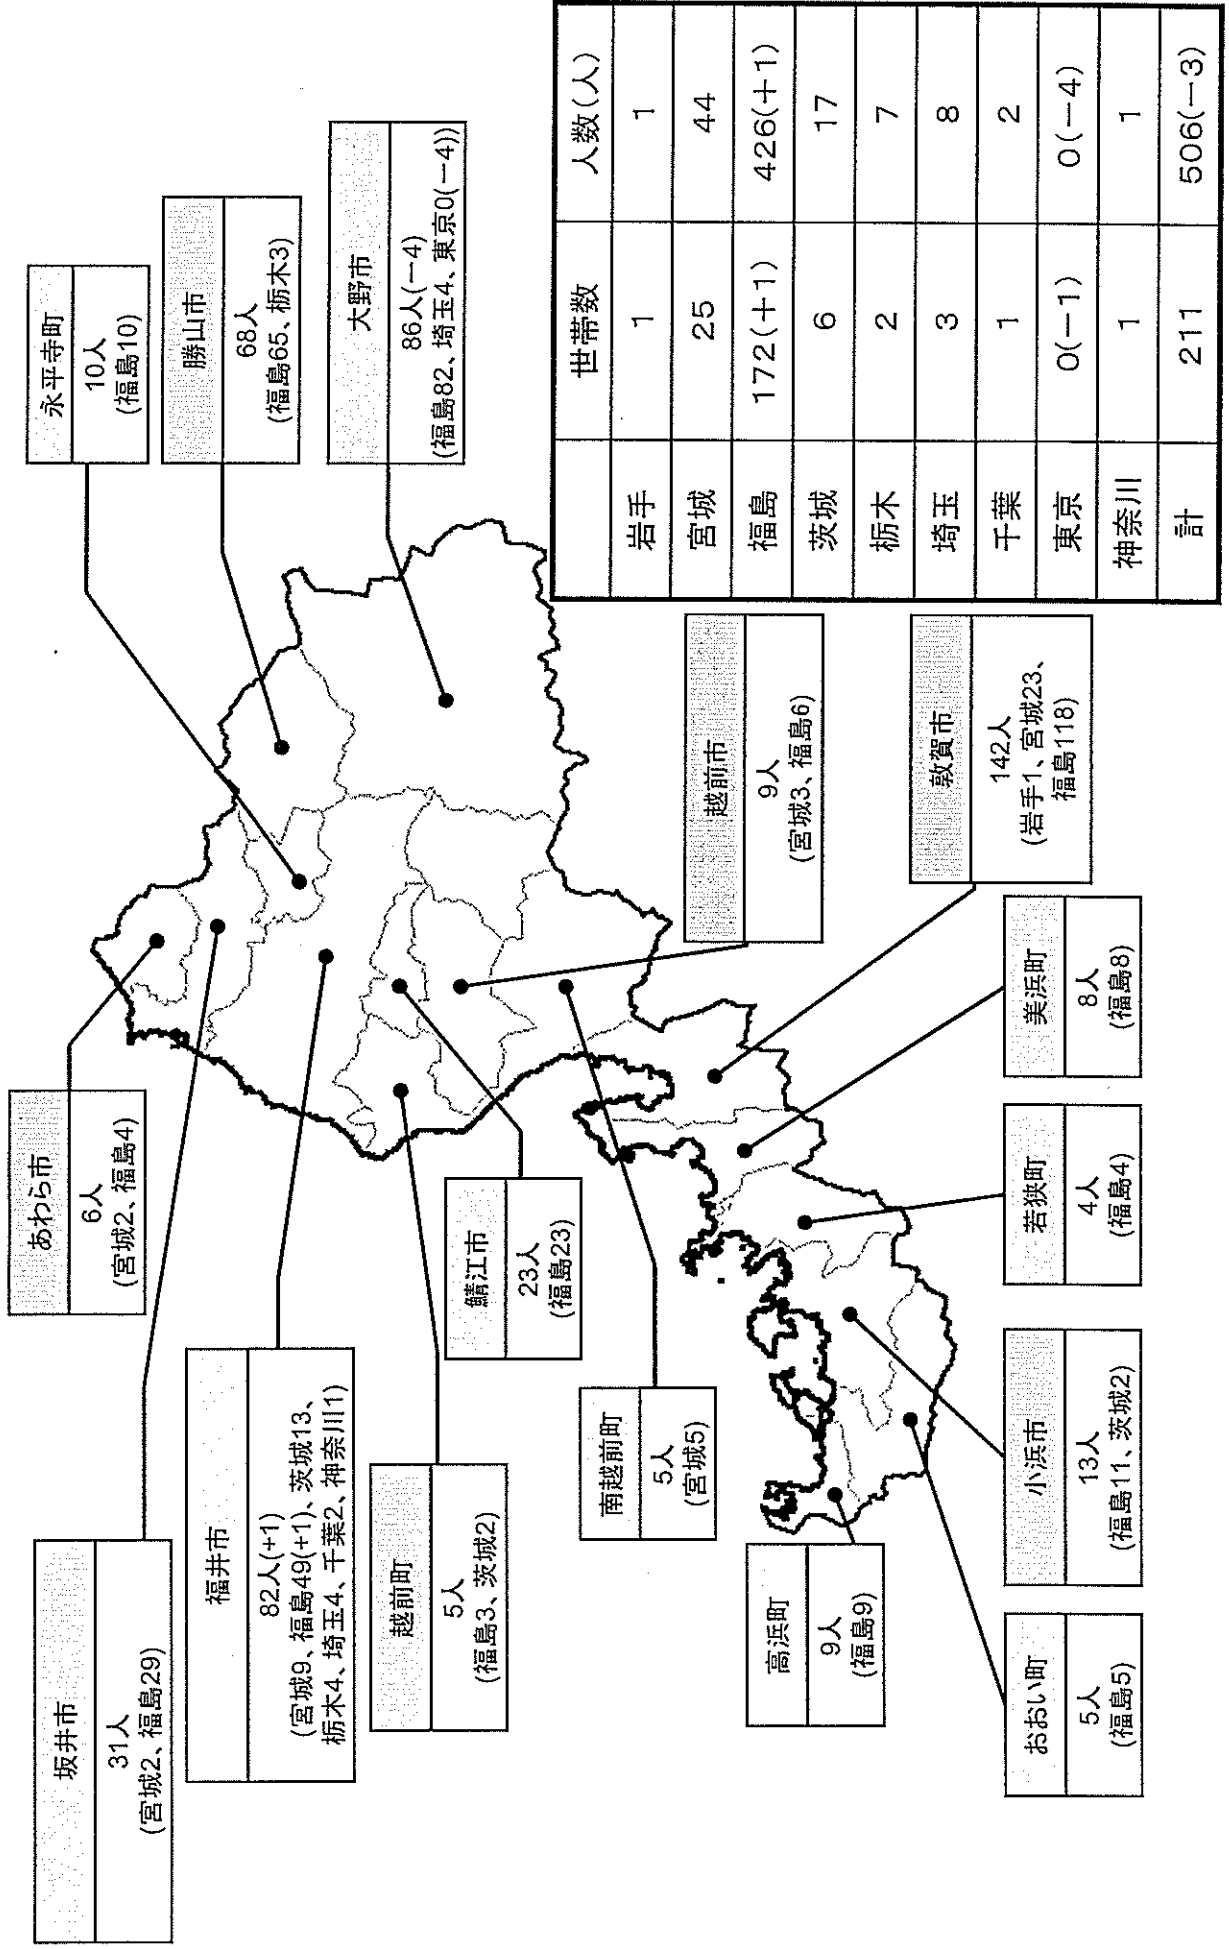 坂井市
31人
(宮城2、福島29)
あわら市
6人
(宮城2、福島4)
永平寺町
10人
(福島10)
勝山市
68人
(福島65、栃木3)
大野市
86人(－4)
(福島82、埼玉4、東京0(－4))
福井市
82人(+1)
(宮城9、福島49(+1)、茨城13、
栃木4、埼玉4、千葉2、神奈川1)
越前町
5人
(福島3、茨城2)
鯖江市
23人
(福島23)
南越前町
5人
(宮城5)
越前市
9人
(宮城3、福島6)
敦賀市
142人
(岩手1、宮城23、
福島118)
高浜町
9人
(福島9)
おおい町
5人
(福島5)
小浜市
13人
(福島11、茨城2)
若狭町
4人
(福島4)
美浜町
8人
(福島8)
世帯数 人数(人)
岩手 1 1
宮城 25 44
福島 172(＋1) 426(＋1)
茨城 6 17
栃木 2 7
埼玉 3 8
千葉 1 2
東京 0(－1) 0(－4)
神奈川 1 1
計 211 506(－3)